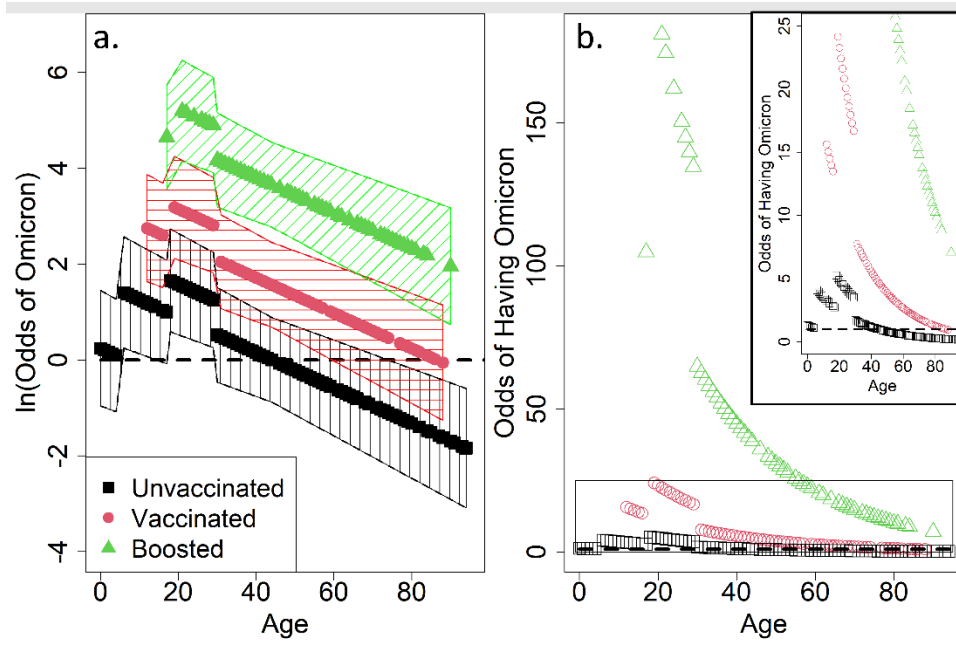 a.
ln(Odds of Omicron)
6
4
2
0
-2
-4
Unvaccinated
Vaccinated
Boosted
0 20 40 60 80
Age
b.
Odds of Having Omicron
150
100
50
0
0 20 40 60 80
Age
Odds of Having Omicron
25
20
15
10
5
0
0 20 40 60 80
Age